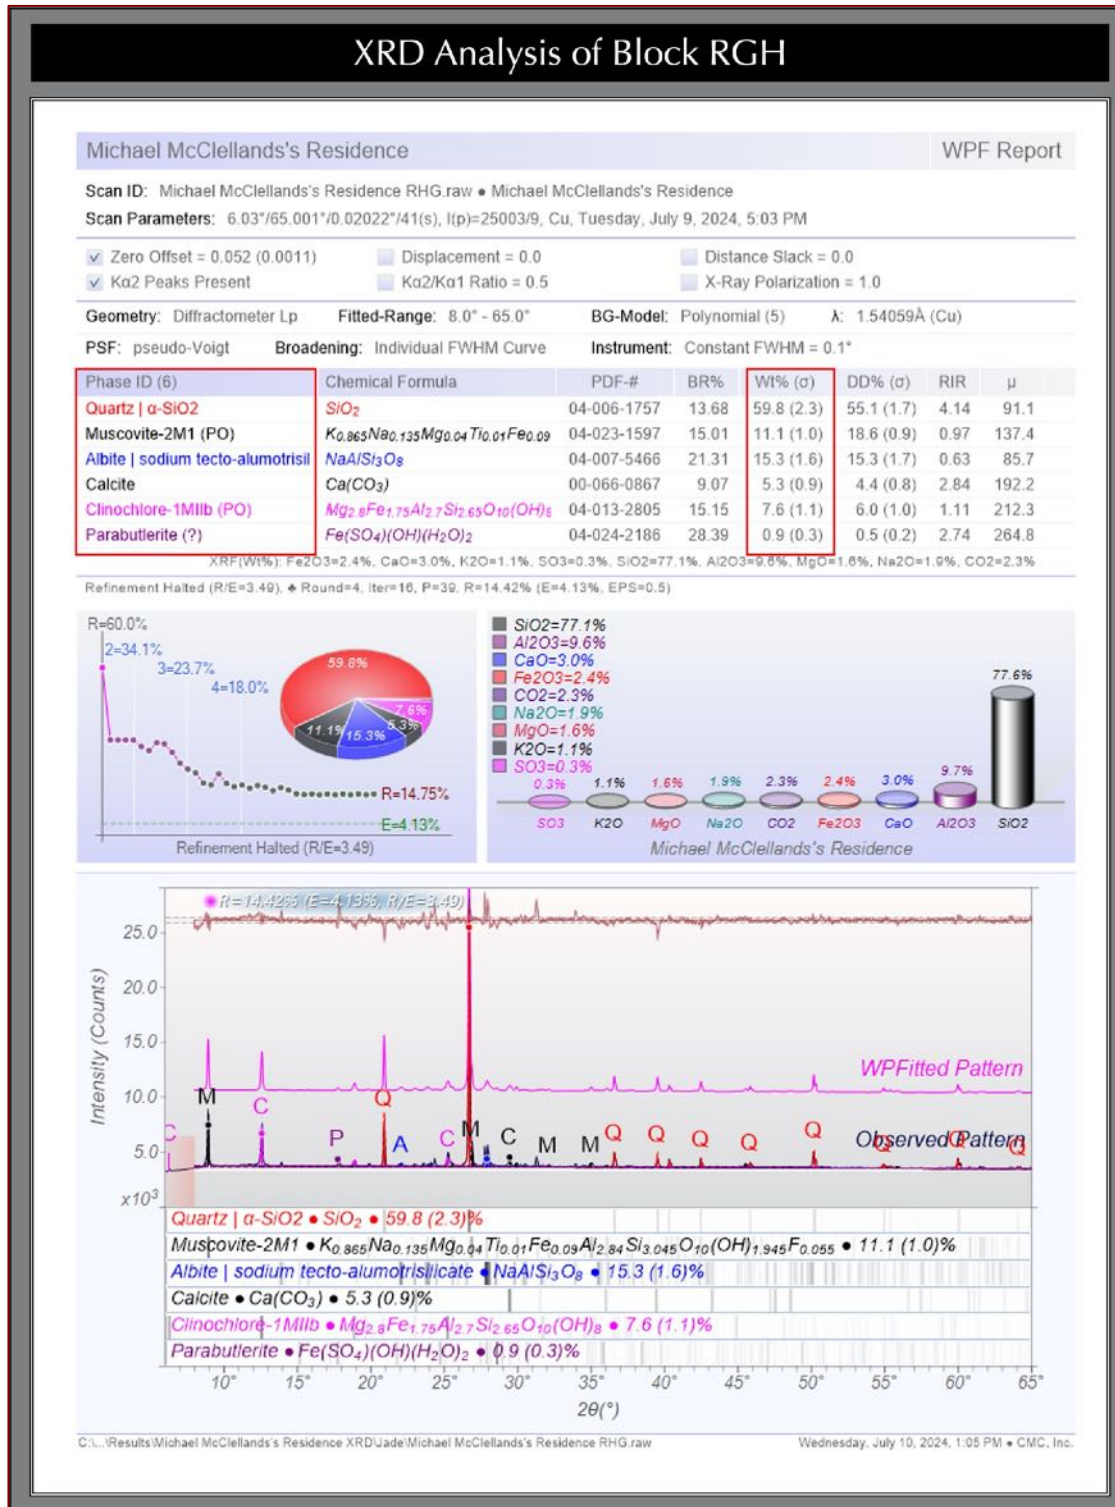 XRD Analysis of Block RGH
Michael McClellands's Residence WPF Report
Scan ID: Michael McClellands's Residence RHG.raw ● Michael McClellands's Residence
Scan Parameters: 6.03°/65.001°/0.02022°/41(s), I(p)=25003/9, Cu, Tuesday, July 9, 2024, 5:03 PM
Zero Offset = 0.052 (0.0011) Displacement = 0.0 Distance Slack = 0.0
Kα2 Peaks Present Kα2/Kα1 Ratio = 0.5 X-Ray Polarization = 1.0
Geometry: Diffractometer Lp Fitted-Range: 8.0° - 65.0° BG-Model: Polynomial (5) λ: 1.54059Å (Cu)
PSF: pseudo-Voigt Broadening: Individual FWHM Curve Instrument: Constant FWHM = 0.1°
Phase ID (6) Chemical Formula PDF-# BR% Wt% (σ) DD% (σ) RIR μ
Quartz | α-SiO2 SiO2 04-006-1757 13.68 59.8 (2.3) 55.1 (1.7) 4.14 91.1
Muscovite-2M1 (PO) K0.865Na0.135Mg0.04Ti0.01Fe0.09 04-023-1597 15.01 11.1 (1.0) 18.6 (0.9) 0.97 137.4
Albite | sodium tecto-alumotrisil NaAlSi3O8 04-007-5466 21.31 15.3 (1.6) 15.3 (1.7) 0.63 85.7
Calcite Ca(CO3) 00-066-0867 9.07 5.3 (0.9) 4.4 (0.8) 2.84 192.2
Clinochlore-1MIIb (PO) Mg2.8Fe1.75Al2.7Si2.65O10(OH)8 04-013-2805 15.15 7.6 (1.1) 6.0 (1.0) 1.11 212.3
Parabutlerite (?) Fe(SO4)(OH)(H2O)2 04-024-2186 28.39 0.9 (0.3) 0.5 (0.2) 2.74 264.8
XRF(Wt%): Fe2O3=2.4%, CaO=3.0%, K2O=1.1%, SO3=0.3%, SiO2=77.1%, Al2O3=9.6%, MgO=1.6%, Na2O=1.9%, CO2=2.3%
Refinement Halted (R/E=3.49), ♣ Round=4, Iter=16, P=39, R=14.42% (E=4.13%, EPS=0.5)
R=60.0%
2=34.1%
3=23.7%
4=18.0%
59.8%
7.6%
5.3%
11.1%
15.3%
R=14.75%
E=4.13%
Refinement Halted (R/E=3.49)
SiO2=77.1%
Al2O3=9.6%
CaO=3.0%
Fe2O3=2.4%
CO2=2.3%
Na2O=1.9%
MgO=1.6%
K2O=1.1%
SO3=0.3%
0.3% 1.1% 1.6% 1.9% 2.3% 2.4% 3.0% 9.7% 77.6%
SO3 K2O MgO Na2O CO2 Fe2O3 CaO Al2O3 SiO2
Michael McClellands's Residence
R=14.42% (E=4.13%, R/E=3.49)
Intensity (Counts)
25.0
20.0
15.0
10.0
5.0
x10³
WPFitted Pattern
Observed Pattern
C M C P Q A C M C M M Q Q Q Q Q Q Q Q
Quartz | α-SiO2 ● SiO2 ● 59.8 (2.3)%
Muscovite-2M1 ● K0.865Na0.135Mg0.04Ti0.01Fe0.09Al2.84Si3.045O10(OH)1.945F0.055 ● 11.1 (1.0)%
Albite | sodium tecto-alumotrisilicate ● NaAlSi3O8 ● 15.3 (1.6)%
Calcite ● Ca(CO3) ● 5.3 (0.9)%
Clinochlore-1MIIb ● Mg2.8Fe1.75Al2.7Si2.65O10(OH)8 ● 7.6 (1.1)%
Parabutlerite ● Fe(SO4)(OH)(H2O)2 ● 0.9 (0.3)%
10° 15° 20° 25° 30° 35° 40° 45° 50° 55° 60° 65°
2θ(°)
C:\...\Results\Michael McClellands's Residence XRD\Jade\Michael McClellands's Residence RHG.raw Wednesday, July 10, 2024, 1:05 PM ● CMC, Inc.